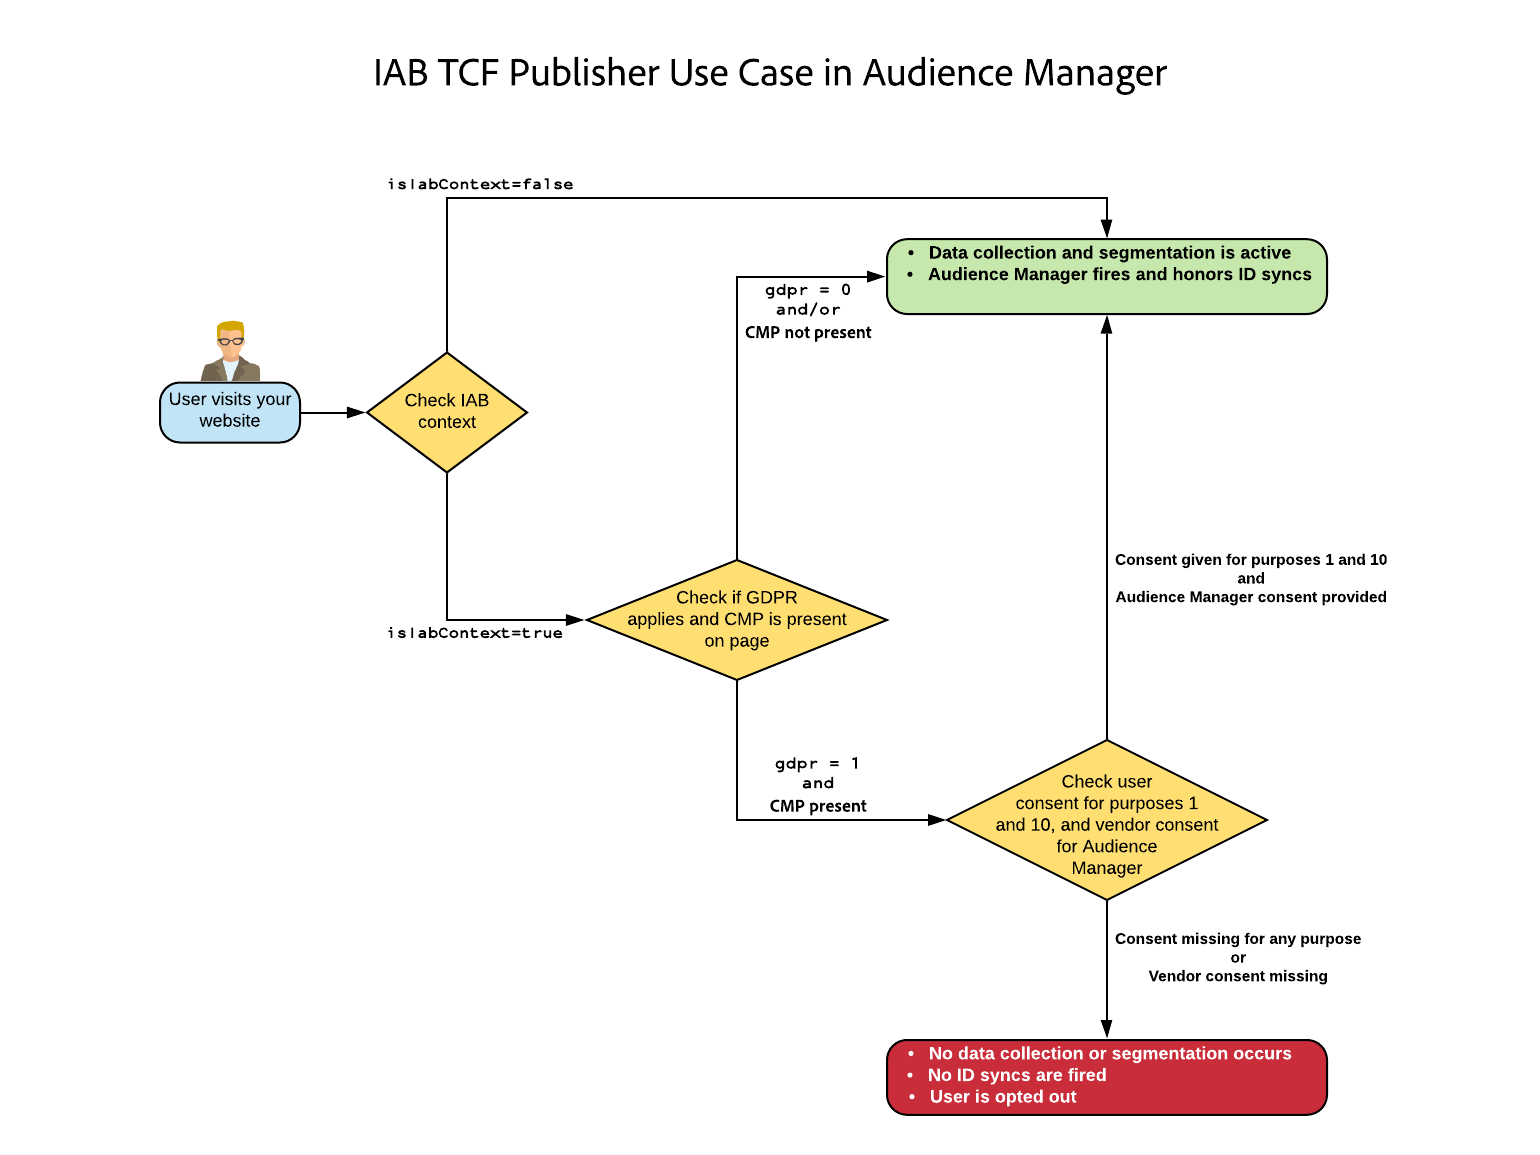 IAB TCF Publisher Use Case in Audience Manager
isIabContext=false
• Data collection and segmentation is active
• Audience Manager fires and honors ID syncs
gdpr = 0
and/or
CMP not present
User visits your
website
Check IAB
context
Consent given for purposes 1 and 10
and
Audience Manager consent provided
Check if GDPR
applies and CMP is present
on page
isIabContext=true
gdpr = 1
and
CMP present
Check user
consent for purposes 1
and 10, and vendor consent
for Audience
Manager
Consent missing for any purpose
or
Vendor consent missing
• No data collection or segmentation occurs
• No ID syncs are fired
• User is opted out